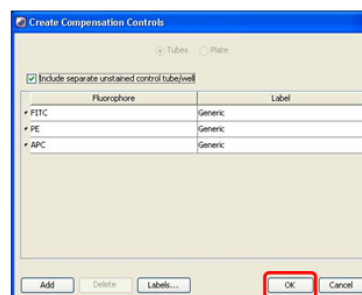 Create Compensation Controls
Tubes Plate
Include separate unstained control tube/well
Fluorophore Label
FITC Generic
PE Generic
APC Generic
Add Delete Labels... OK Cancel